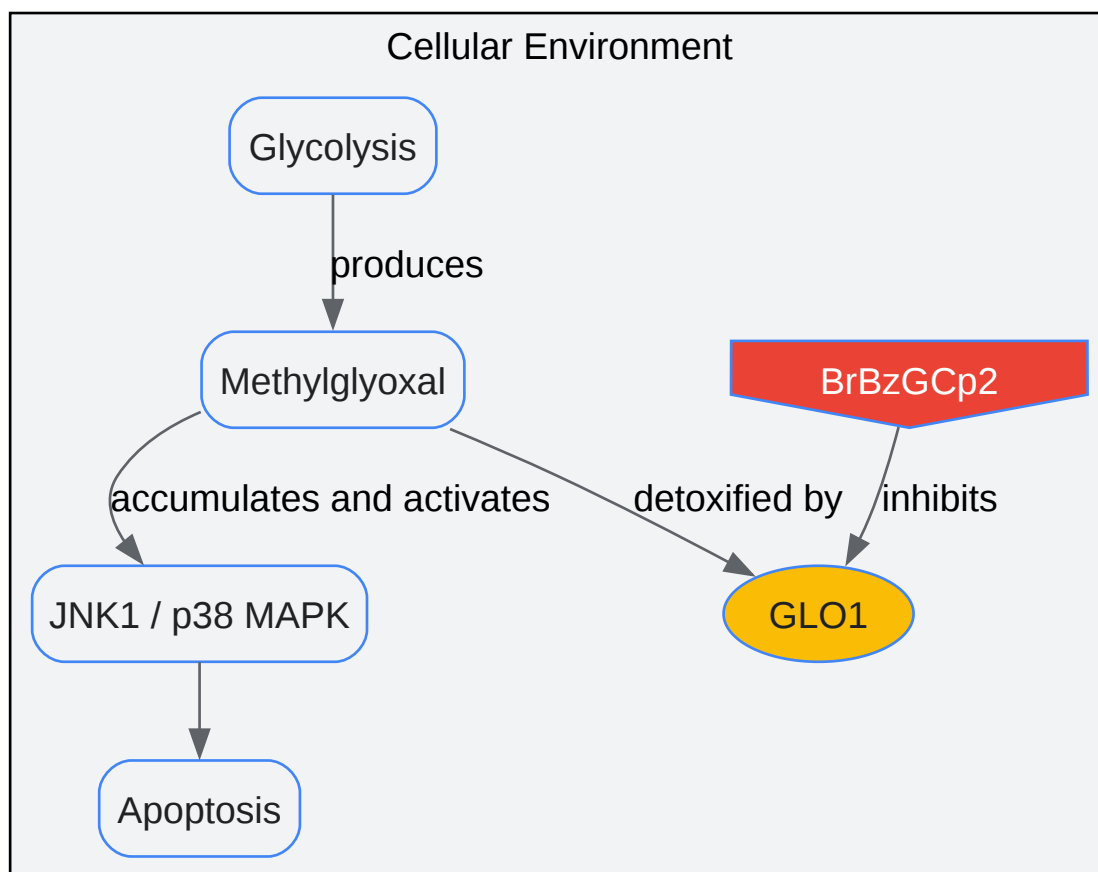 Cellular Environment
Glycolysis
produces
Methylglyoxal
BrBzGCp2
accumulates and activates
detoxified by
inhibits
JNK1 / p38 MAPK
GLO1
Apoptosis